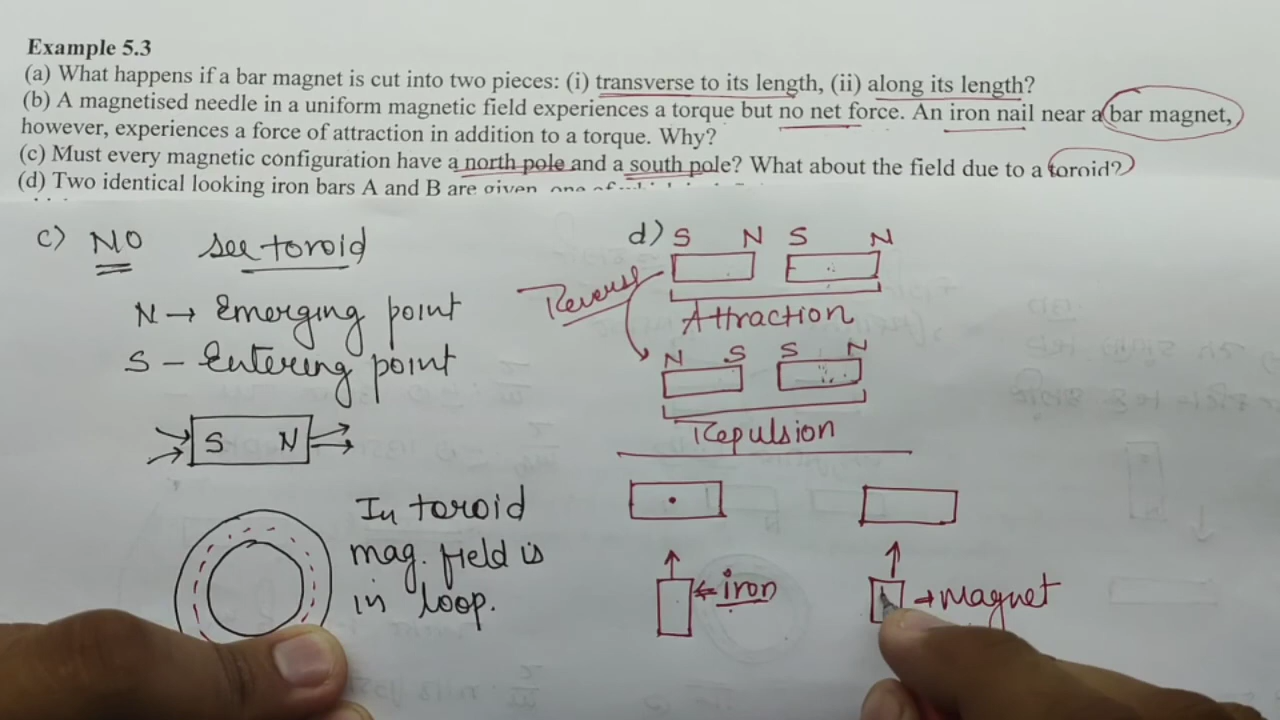 Example 5.3
(a) What happens if a bar magnet is cut into two pieces: (i) transverse to its length, (ii) along its length?
(b) A magnetised needle in a uniform magnetic field experiences a torque but no net force. An iron nail near a bar magnet,
however, experiences a force of attraction in addition to a torque. Why?
(c) Must every magnetic configuration have a north pole and a south pole? What about the field due to a toroid?
(d) Two identical looking iron bars A and B are given, one of
c) NO see toroid
N → Emerging point
S - Entering point
S N
In toroid
mag. field is
in loop.
d) S N S N
Reverse
Attraction
N S S N
Repulsion
iron
magnet